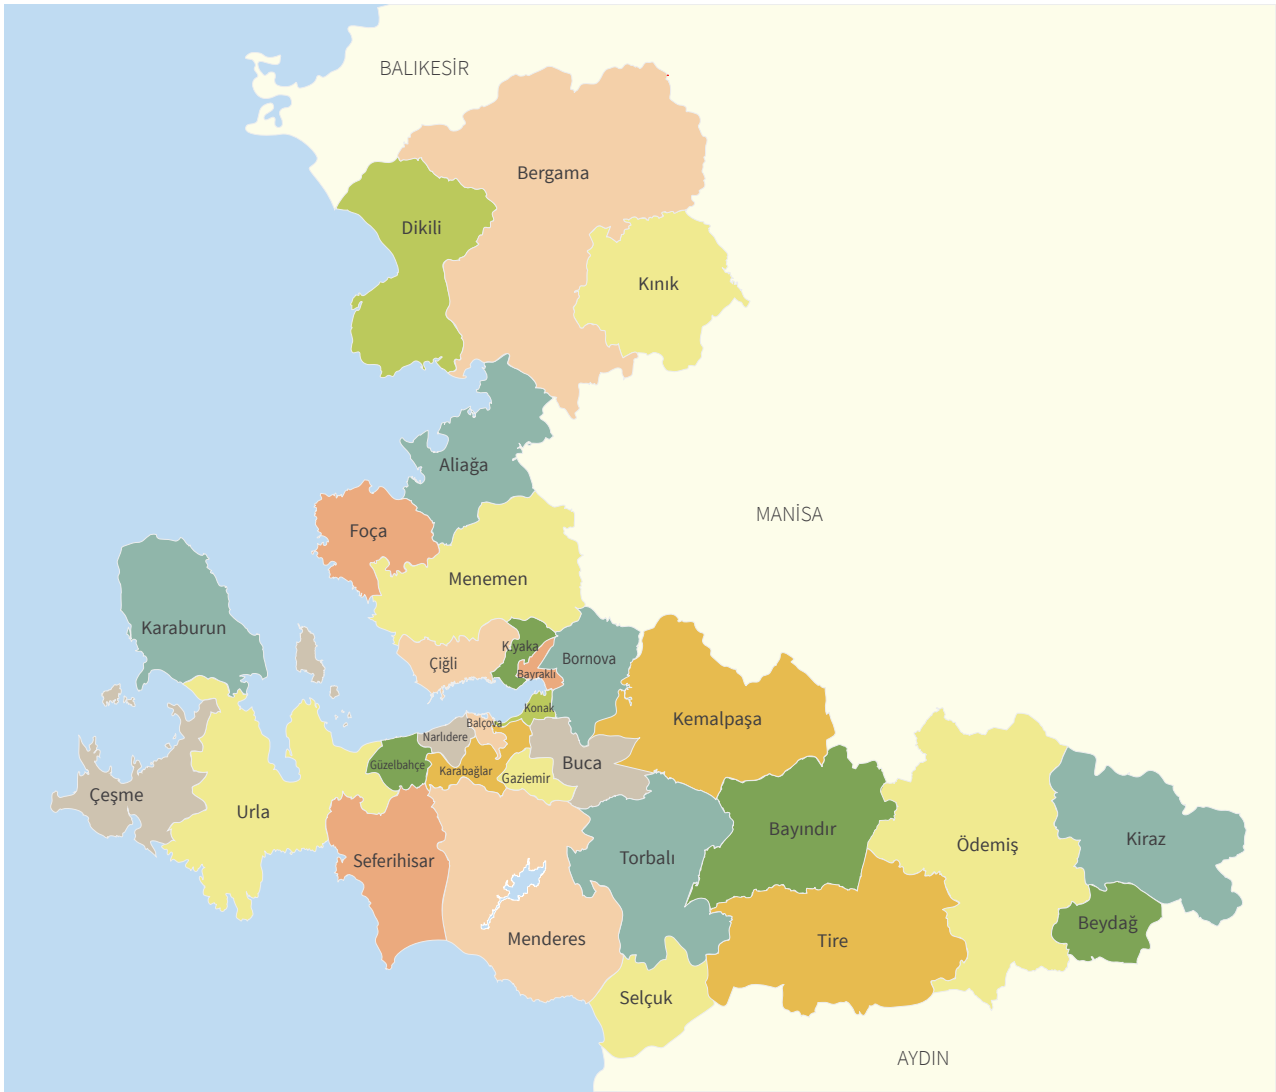 BALIKESİR
Bergama
Dikili
Kınık
Aliağa
MANİSA
Foça
Menemen
Karaburun
K.yaka
Bornova
Çiğli
Bayraklı
Konak
Kemalpaşa
Balçova
Narlıdere
Güzelbahçe
Buca
Karabağlar
Gaziemir
Çeşme
Urla
Bayındır
Kiraz
Ödemiş
Torbalı
Seferihisar
Beydağ
Menderes
Tire
Selçuk
AYDIN